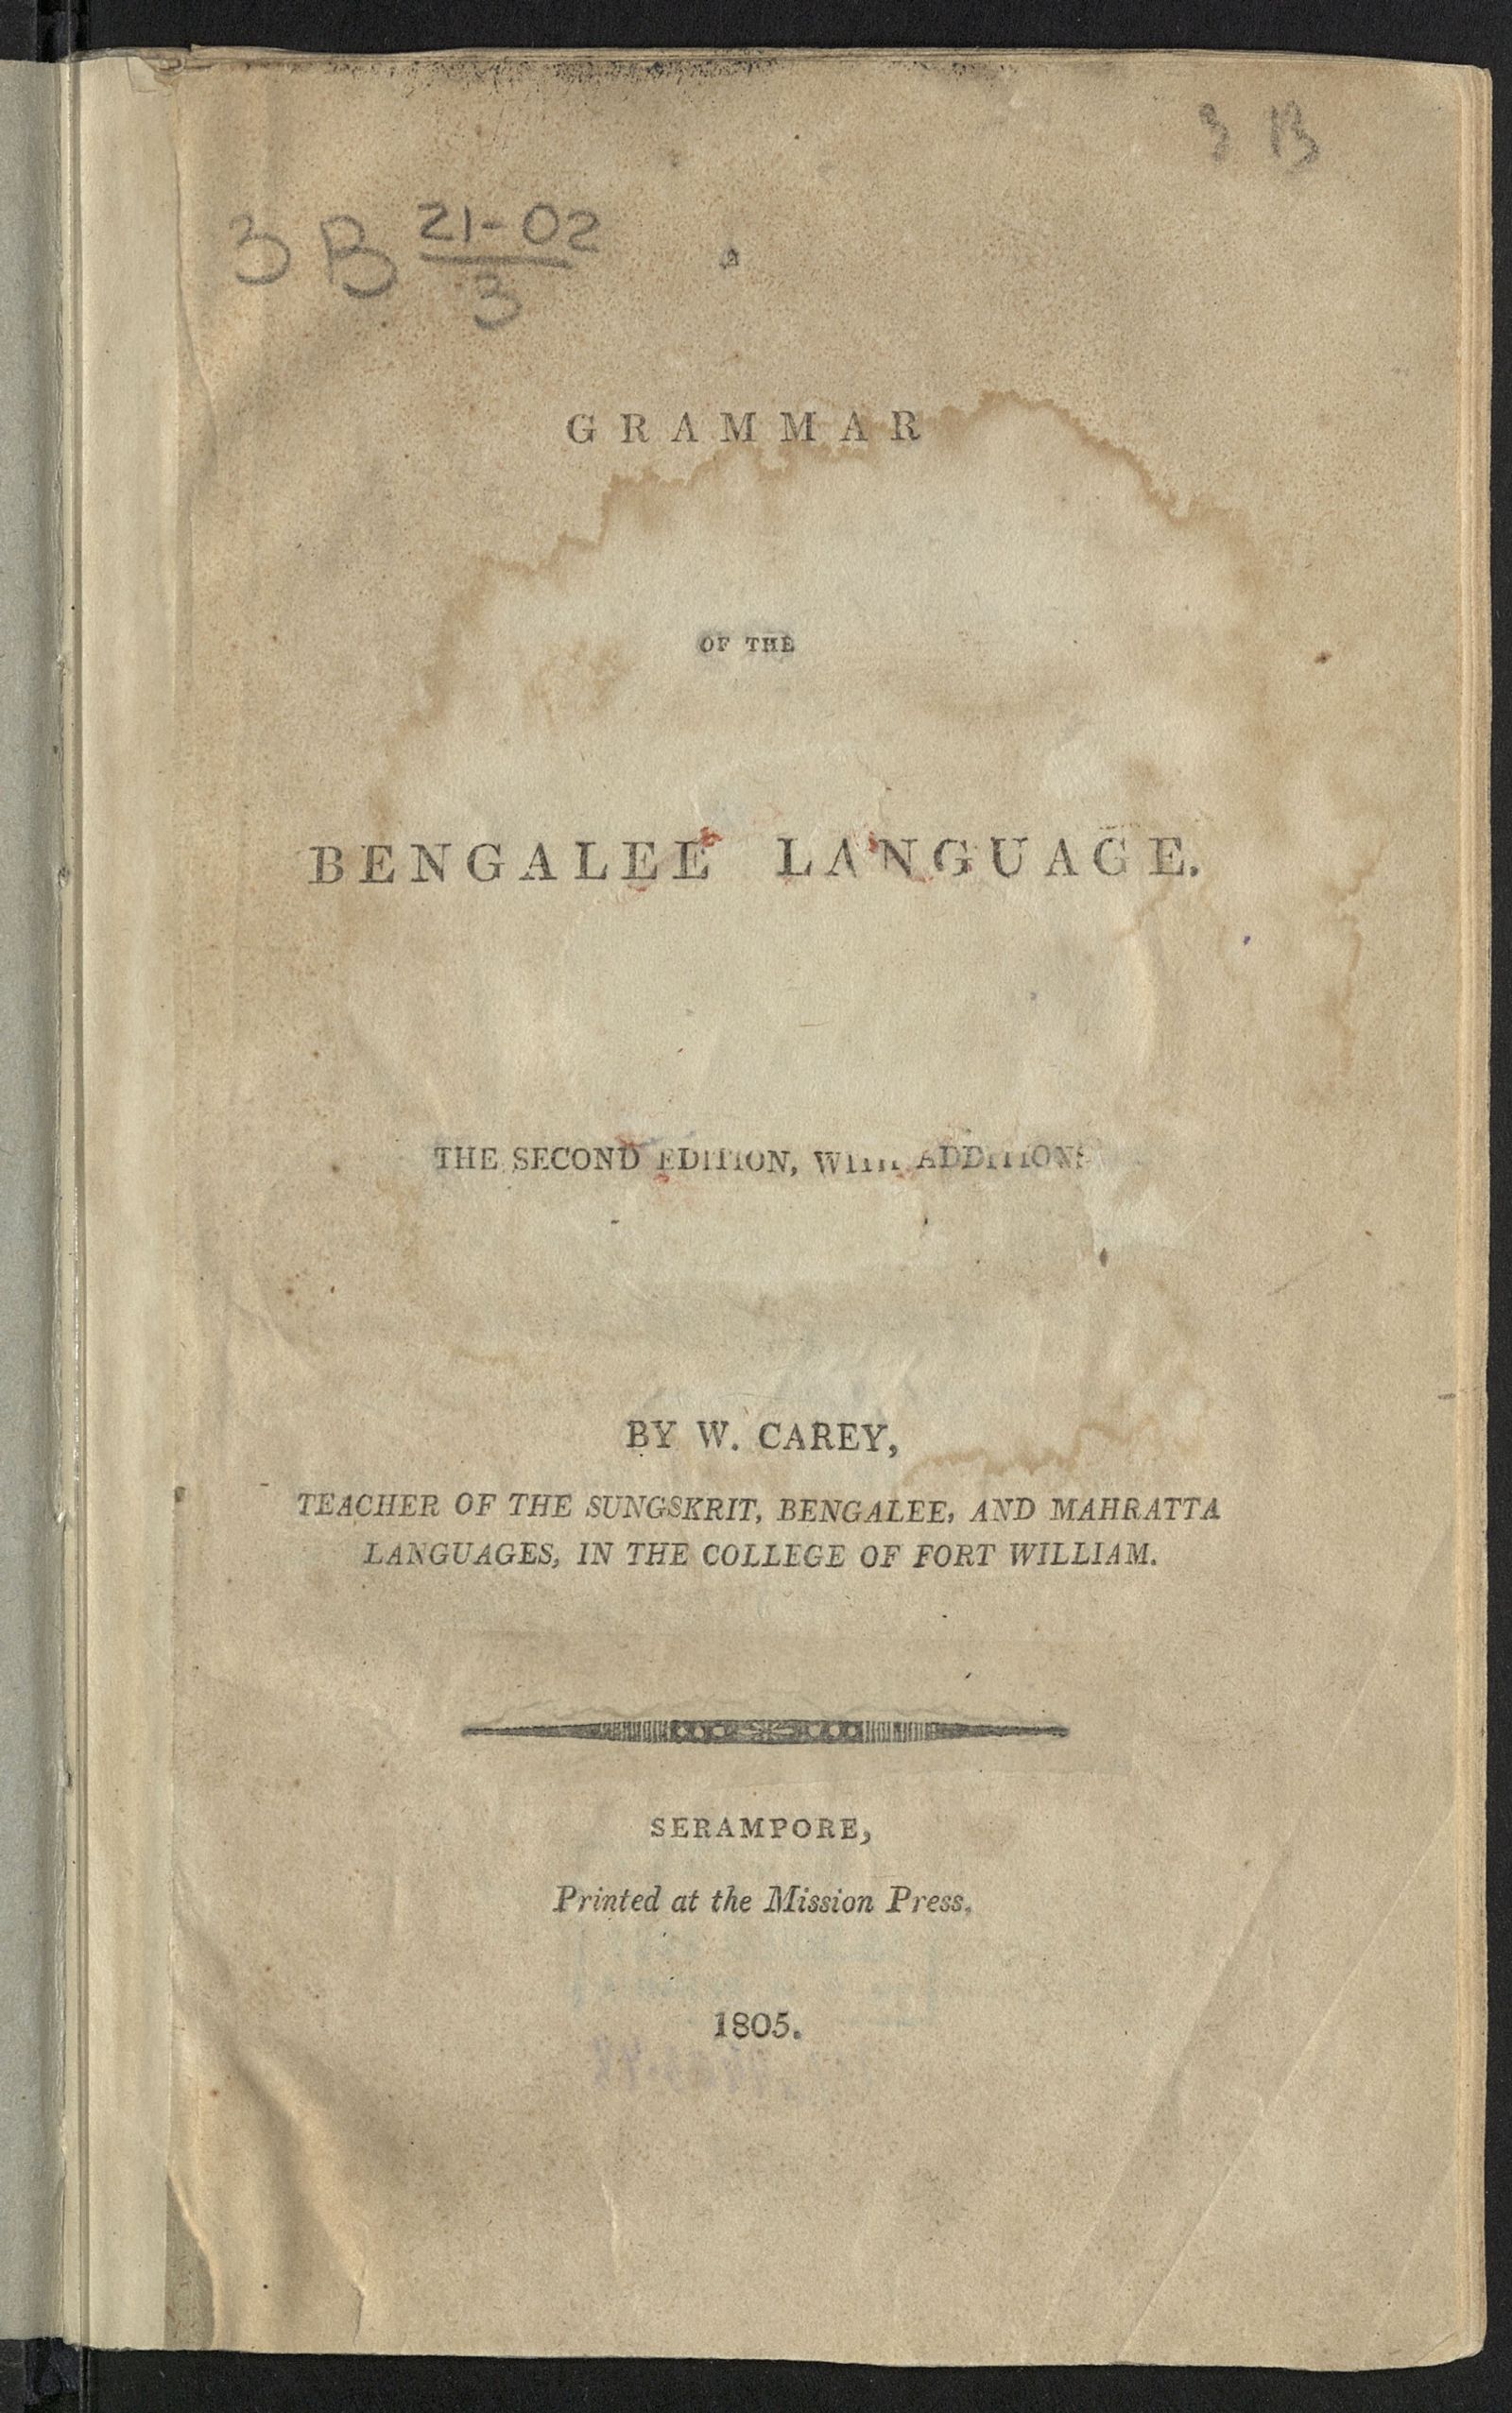 3 B
3 B 21-02
3
A
GRAMMAR
OF THE
BENGALEE LANGUAGE.
THE SECOND EDITION, WITH ADDITIONS
BY W. CAREY,
TEACHER OF THE SUNGSKRIT, BENGALEE, AND MAHRATTA
LANGUAGES, IN THE COLLEGE OF FORT WILLIAM.
SERAMPORE,
Printed at the Mission Press.
1805.